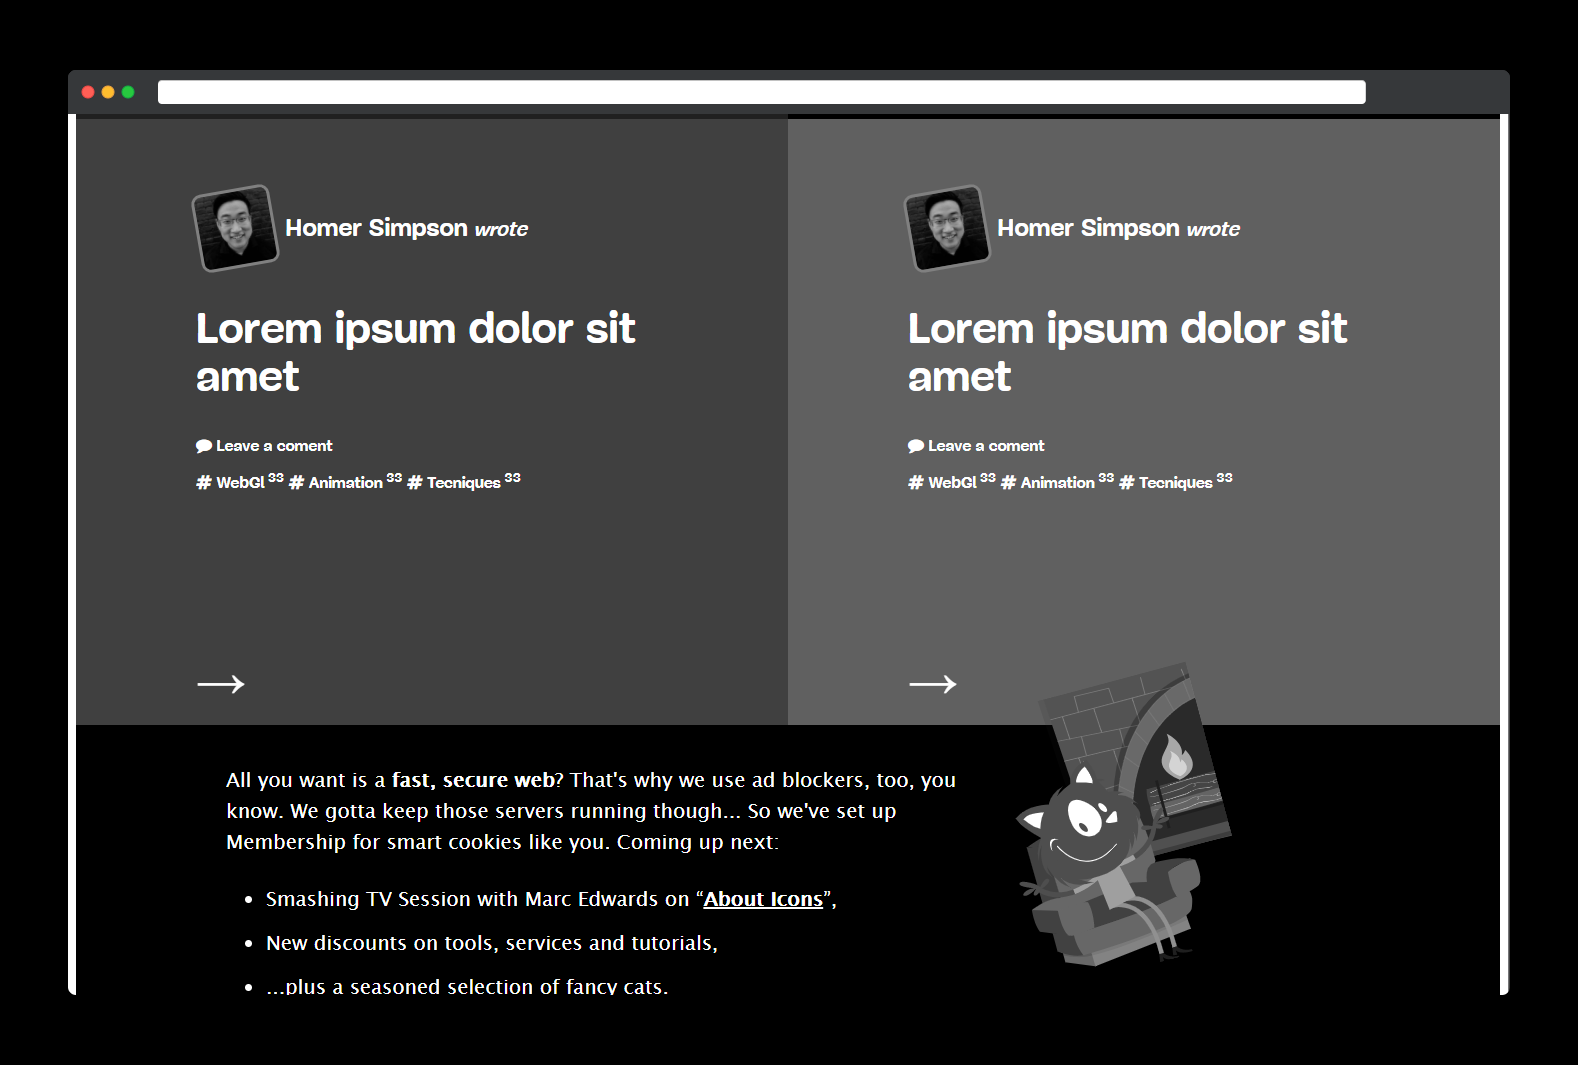 Homer Simpson wrote
Lorem ipsum dolor sit
amet
Leave a coment
# WebGl 33 # Animation 33 # Tecniques 33
Homer Simpson wrote
Lorem ipsum dolor sit
amet
Leave a coment
# WebGl 33 # Animation 33 # Tecniques 33
All you want is a fast, secure web? That's why we use ad blockers, too, you
know. We gotta keep those servers running though... So we've set up
Membership for smart cookies like you. Coming up next:
• Smashing TV Session with Marc Edwards on “About Icons”,
• New discounts on tools, services and tutorials,
• ...plus a seasoned selection of fancy cats.